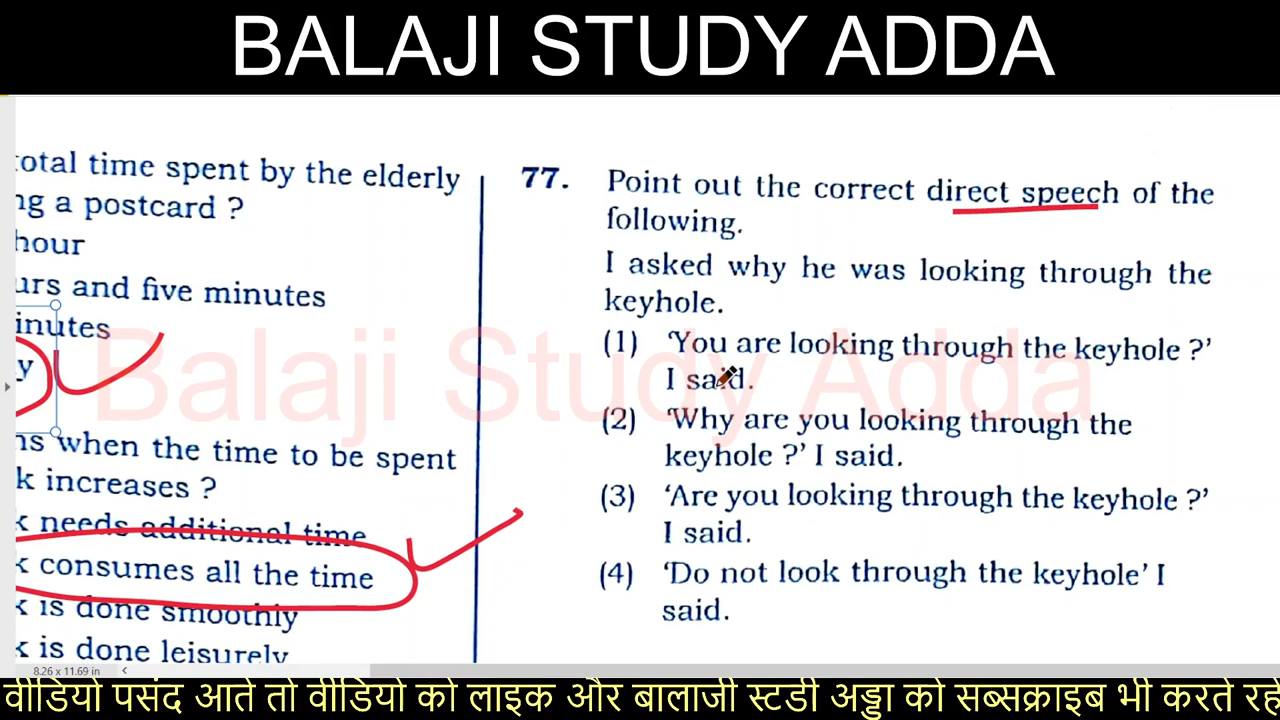 BALAJI STUDY ADDA
total time spent by the elderly
ng a postcard ?
hour
urs and five minutes
inutes
y
ns when the time to be spent
k increases ?
k needs additional time
k consumes all the time
k is done smoothly
k is done leisurely
77. Point out the correct direct speech of the
following.
I asked why he was looking through the
keyhole.
(1) ‘You are looking through the keyhole ?’
I said.
(2) ‘Why are you looking through the
keyhole ?’ I said.
(3) ‘Are you looking through the keyhole ?’
I said.
(4) ‘Do not look through the keyhole’ I
said.
Balaji Study Adda
8.26 x 11.69 in
वीडियो पसंद आते तो वीडियो को लाइक और बालाजी स्टडी अड्डा को सब्सक्राइब भी करते रहे